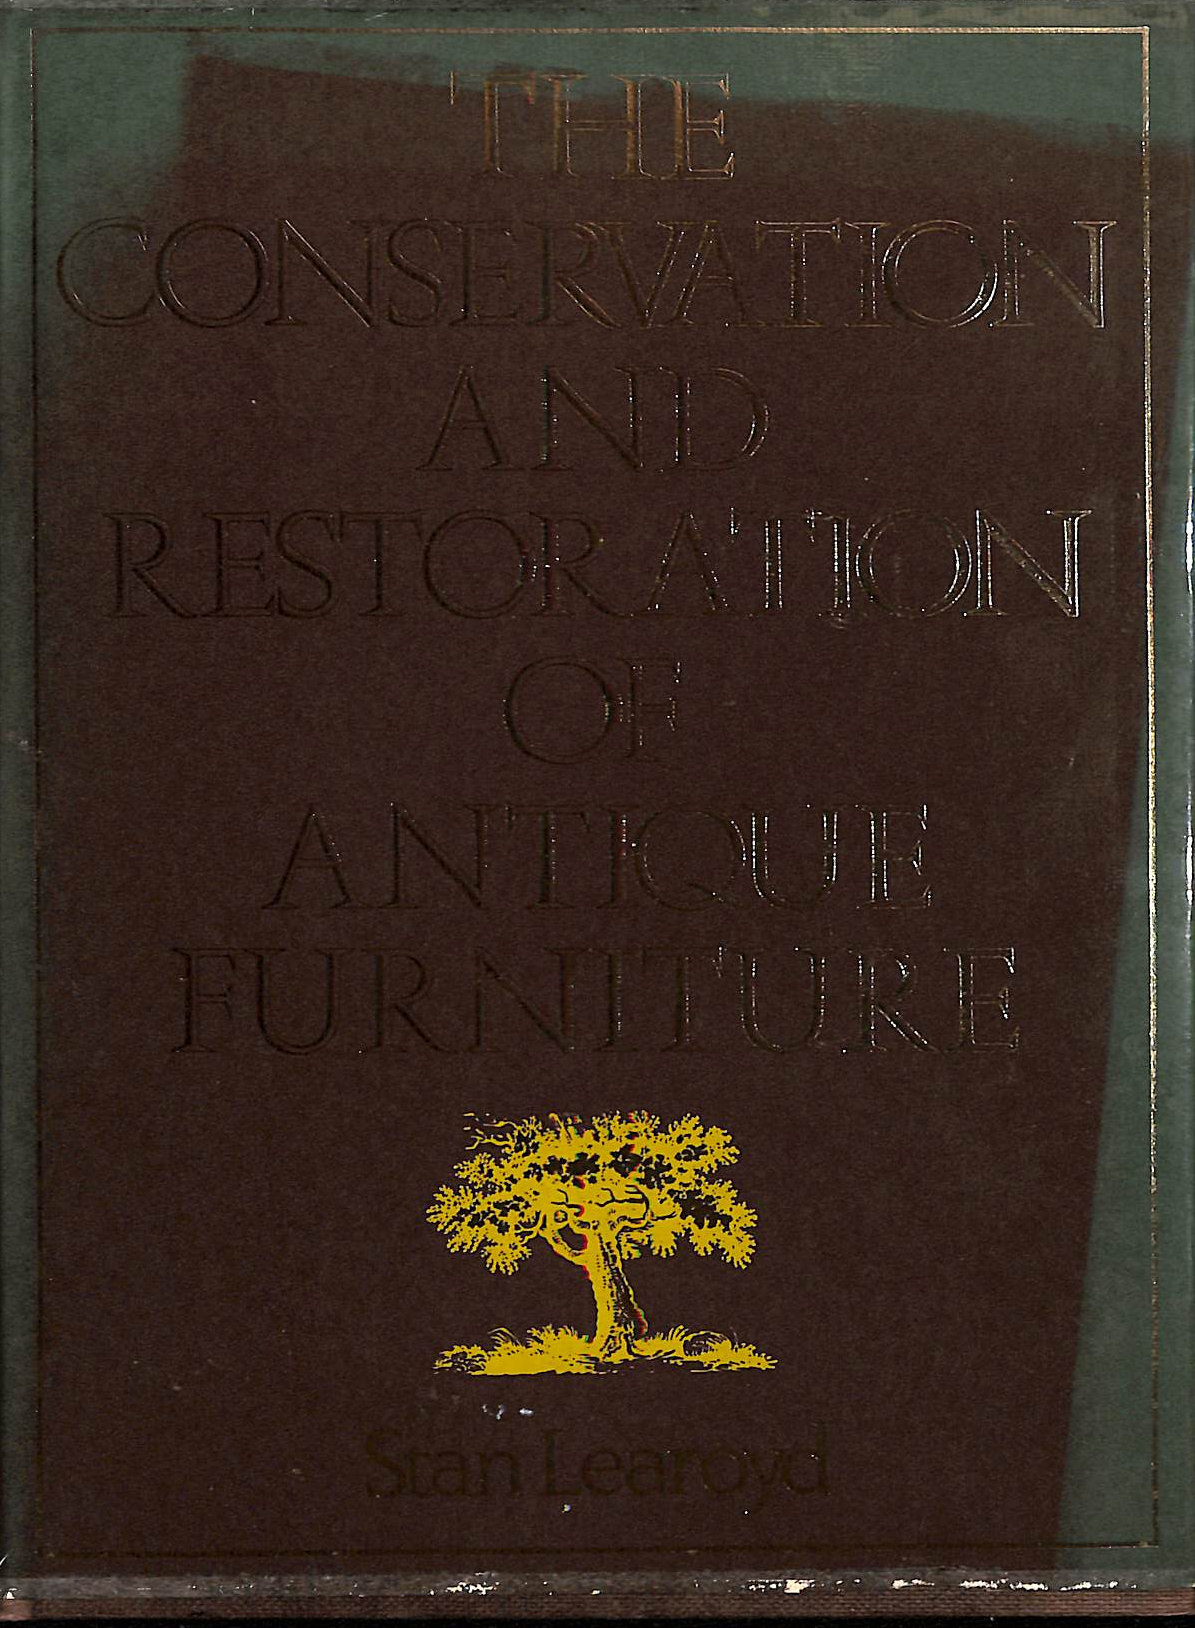 THE
CONSERVATION
AND
RESTORATION
OF
ANTIQUE
FURNITURE
Stan Learoyd